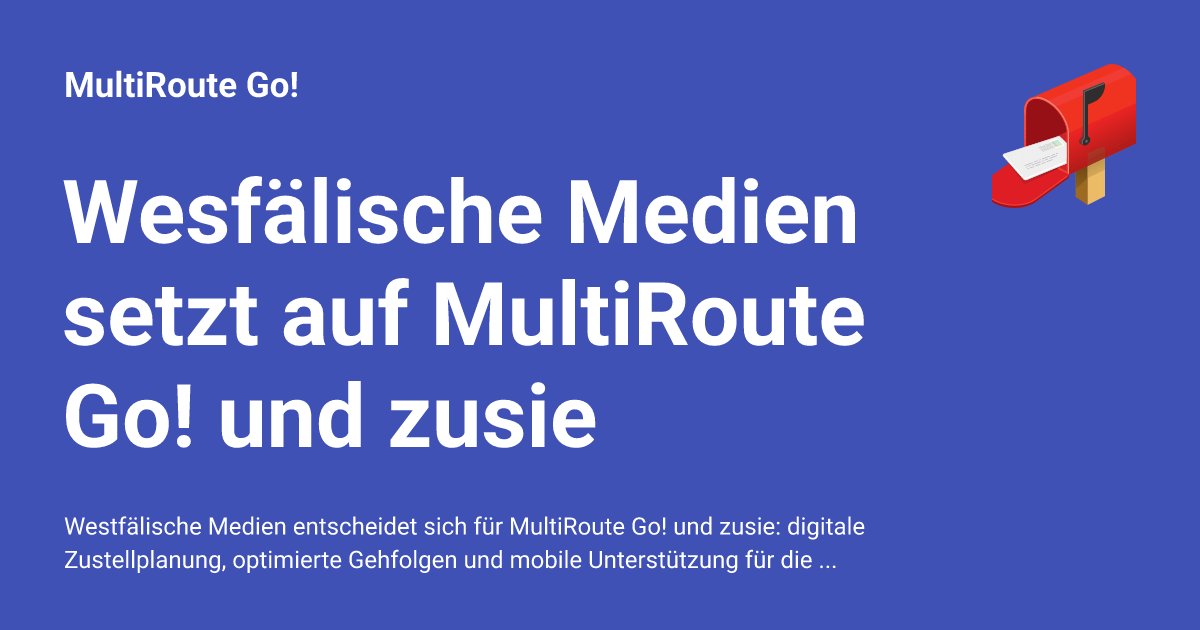 MultiRoute Go!
Wesfälische Medien
setzt auf MultiRoute
Go! und zusie
Westfälische Medien entscheidet sich für MultiRoute Go! und zusie: digitale
Zustellplanung, optimierte Gehfolgen und mobile Unterstützung für die ...